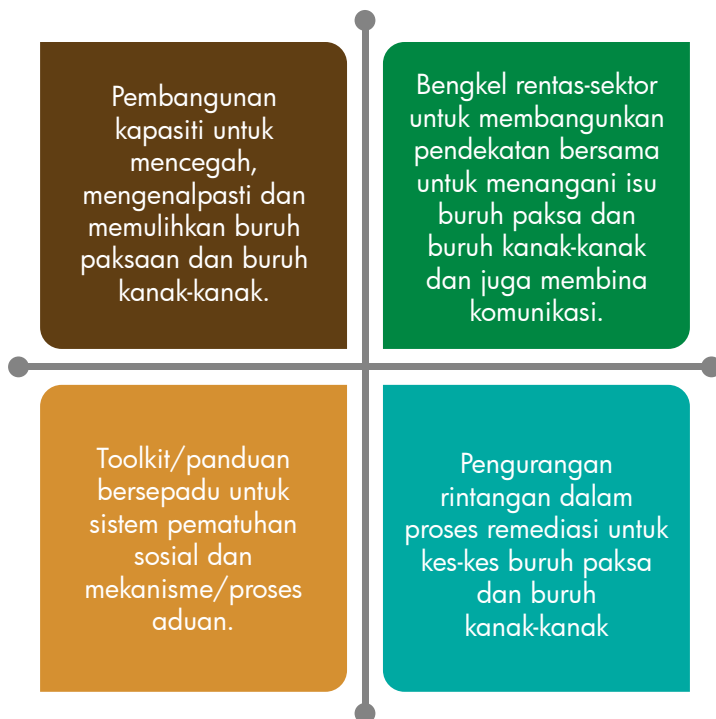 Pembangunan
kapasiti untuk
mencegah,
mengenalpasti dan
memulihkan buruh
paksaan dan buruh
kanak-kanak.
Bengkel rentas-sektor
untuk membangunkan
pendekatan bersama
untuk menangani isu
buruh paksa dan
buruh kanak-kanak
dan juga membina
komunikasi.
Toolkit/panduan
bersepadu untuk
sistem pematuhan
sosial dan
mekanisme/proses
aduan.
Pengurangan
rintangan dalam
proses remediasi untuk
kes-kes buruh paksa
dan buruh
kanak-kanak